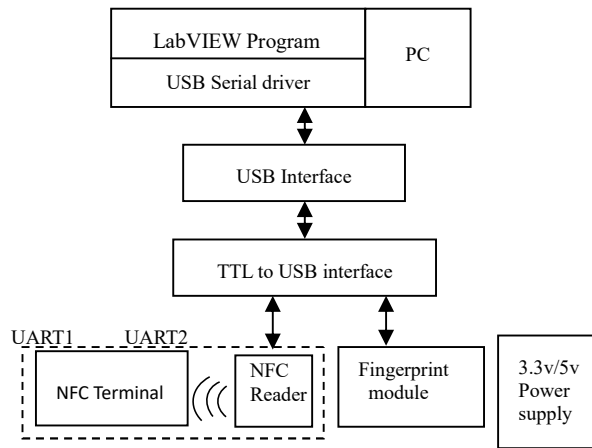 LabVIEW Program
PC
USB Serial driver
USB Interface
TTL to USB interface
UART1
UART2
NFC Terminal
NFC
Reader
Fingerprint
module
3.3v/5v
Power
supply